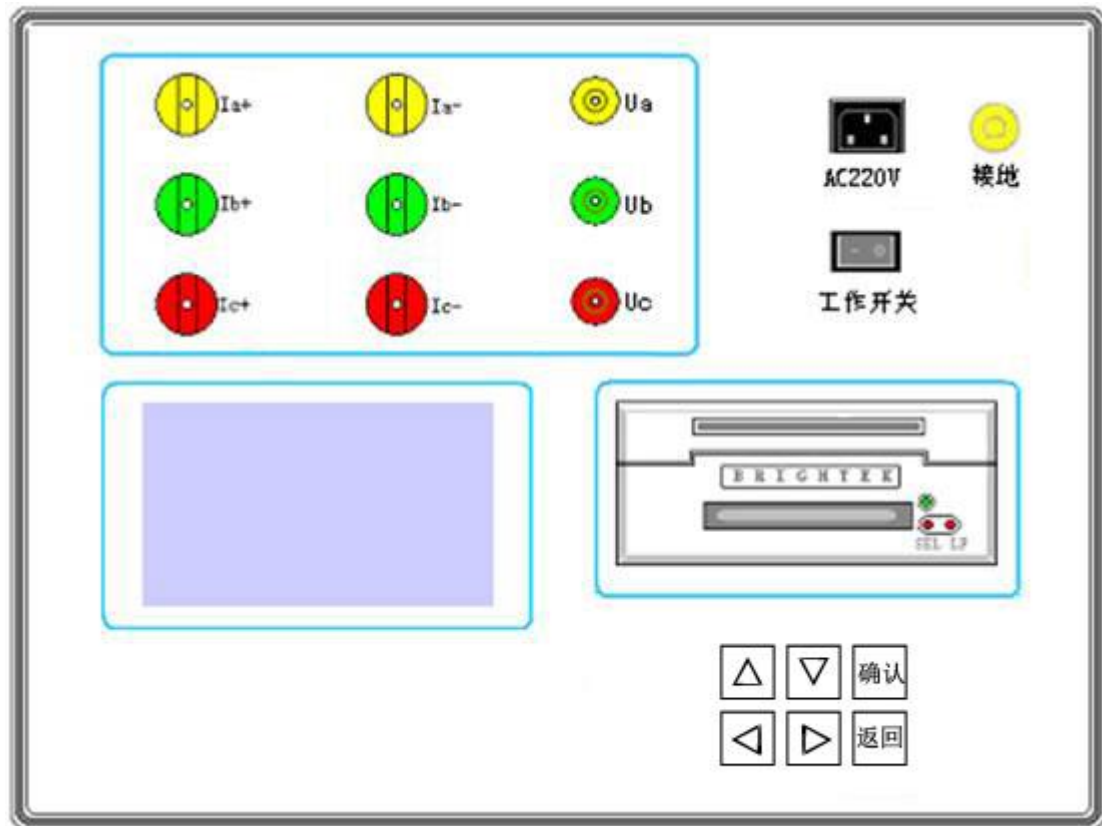 Ia+ Ia- Ua
Ib+ Ib- Ub
Ic+ Ic- Uc
AC220V 接地
工作开关
BRIGHTEK
SEL LF
确认
返回